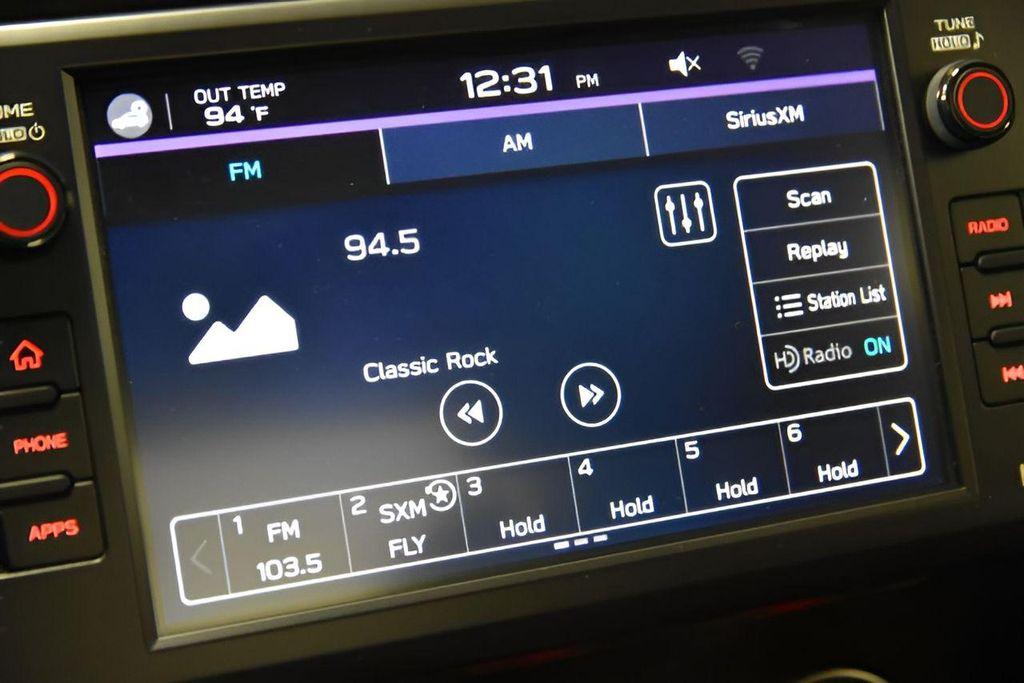 TUNE
HOLD
UME
OUT TEMP
94 °F
12:31 PM
FM
AM
SiriusXM
94.5
Classic Rock
Scan
Replay
Station List
HD Radio ON
RADIO
PHONE
APPS
1
FM
103.5
2
SXM
FLY
3
Hold
4
Hold
5
Hold
6
Hold